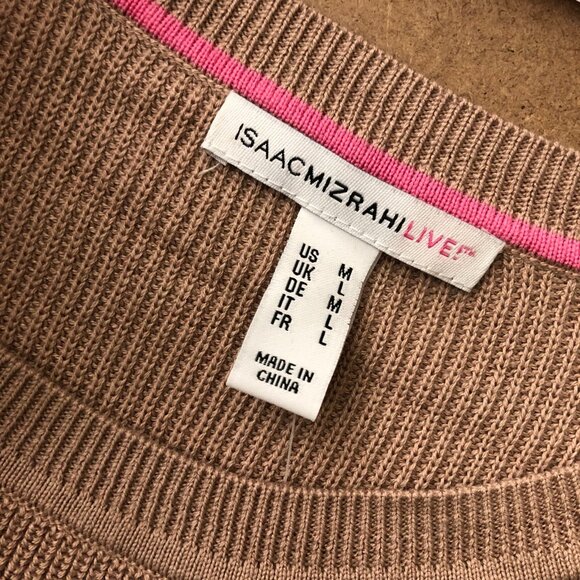 ISAACMIZRAHILIVE!™
US M
UK L
DE M
IT L
FR L
MADE IN
CHINA